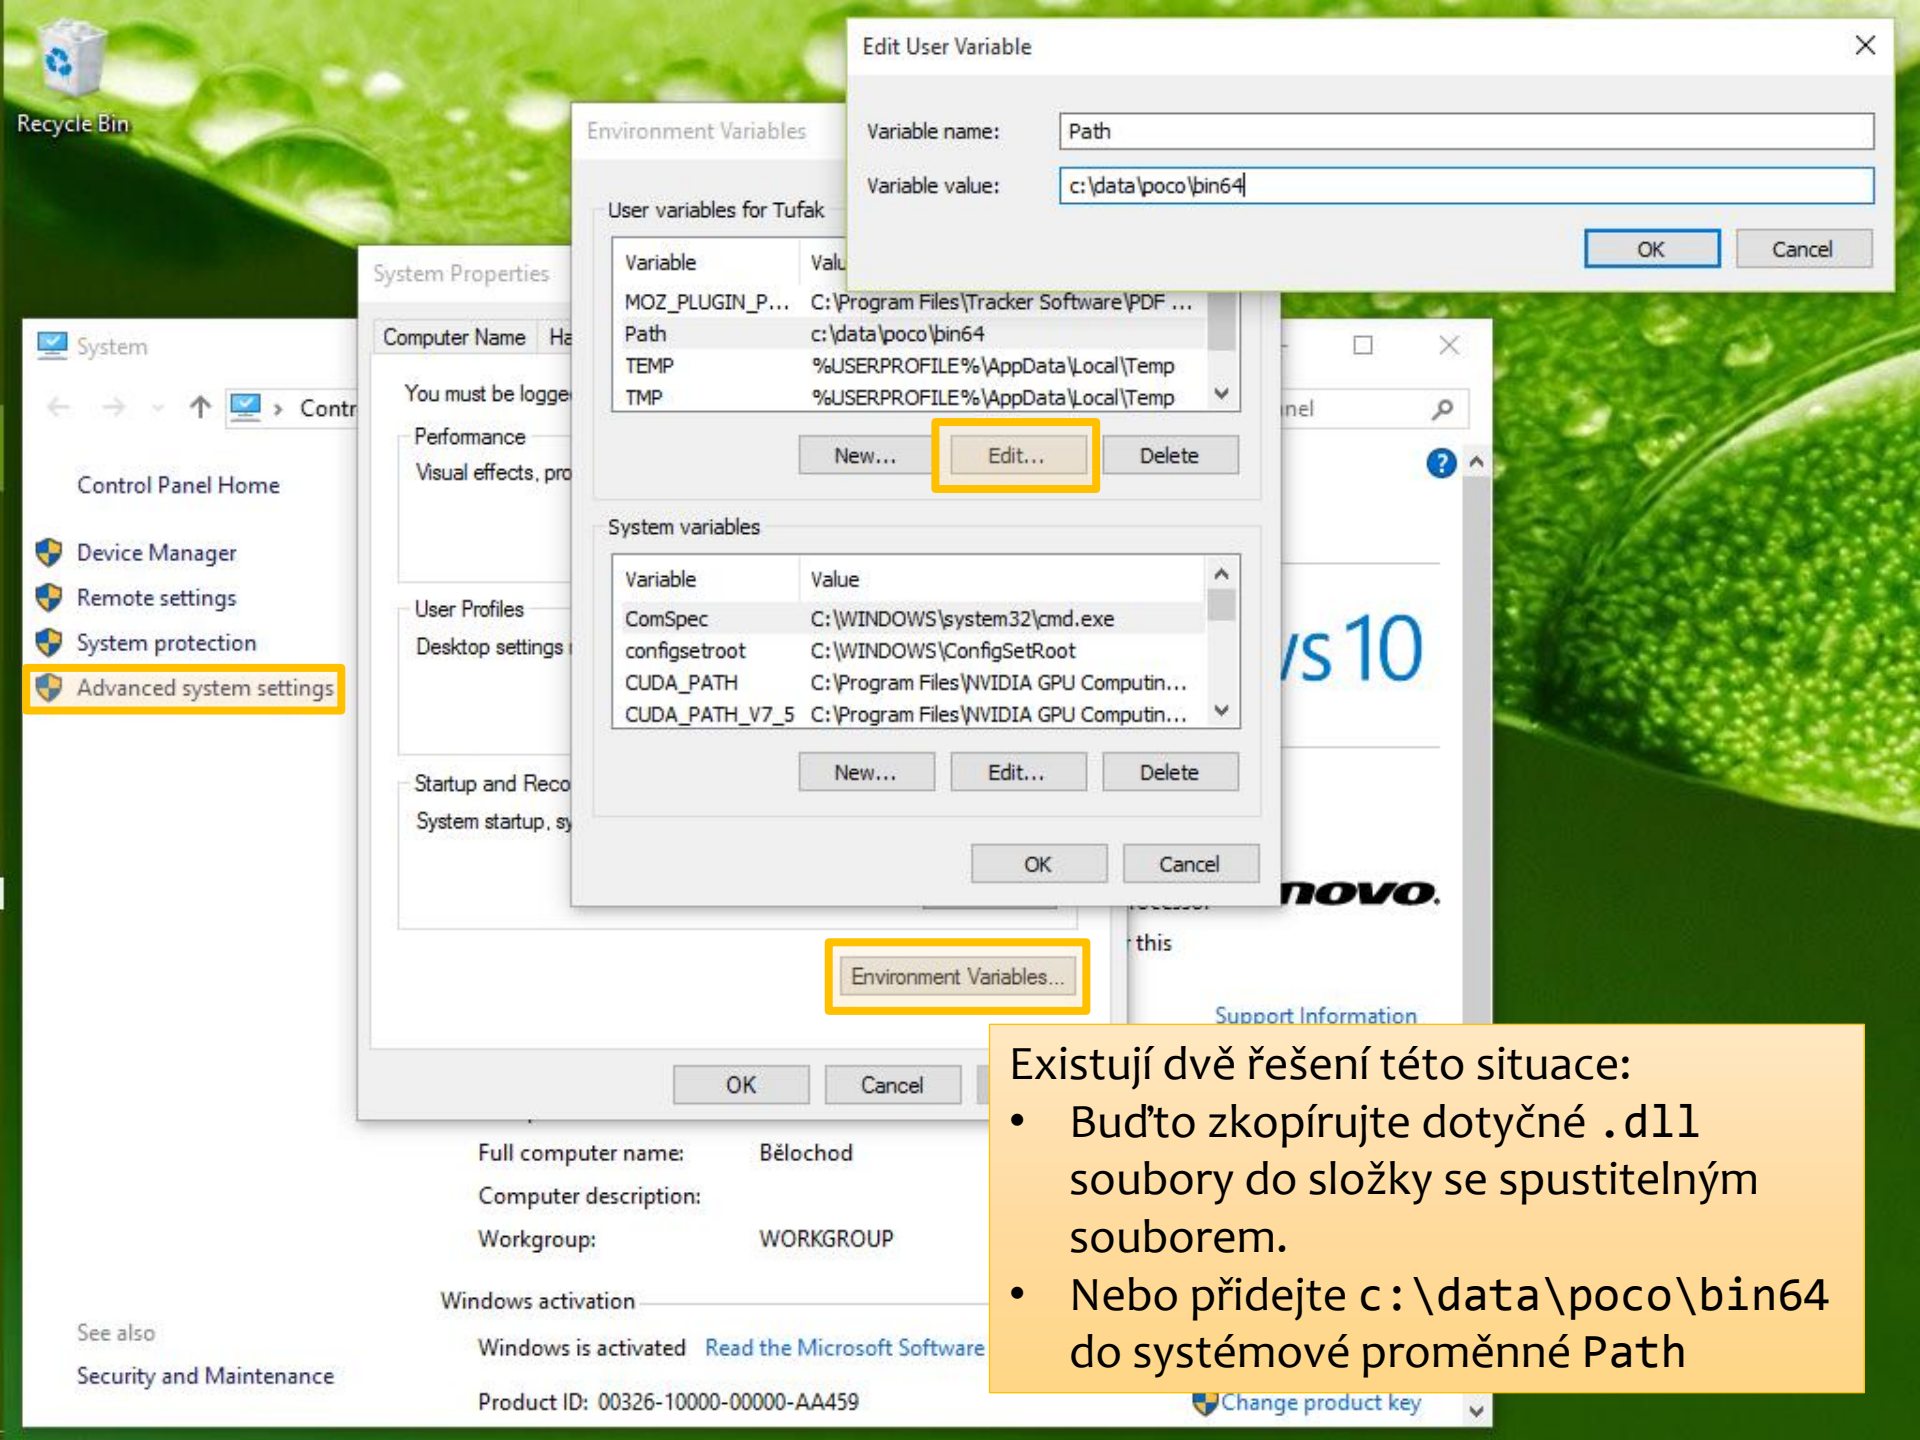 Recycle Bin
Edit User Variable
Variable name:
Path
Variable value:
c:\data\poco\bin64
OK
Cancel
Environment Variables
User variables for Tufak
Variable
Valu
MOZ_PLUGIN_P... C:\Program Files\Tracker Software\PDF ...
Path c:\data\poco\bin64
TEMP %USERPROFILE%\AppData\Local\Temp
TMP %USERPROFILE%\AppData\Local\Temp
New... Edit... Delete
System variables
Variable Value
ComSpec C:\WINDOWS\system32\cmd.exe
configsetroot C:\WINDOWS\ConfigSetRoot
CUDA_PATH C:\Program Files\NVIDIA GPU Computin...
CUDA_PATH_V7_5 C:\Program Files\NVIDIA GPU Computin...
New... Edit... Delete
OK Cancel
System Properties
Computer Name Ha
You must be logge
Performance
Visual effects, pro
User Profiles
Desktop settings
Startup and Reco
System startup, sy
Environment Variables...
OK Cancel
System
Contr
nel
Control Panel Home
Device Manager
Remote settings
System protection
Advanced system settings
/s 10
novo.
this
Support Information
Full computer name: Bělochod
Computer description:
Workgroup: WORKGROUP
Windows activation
Windows is activated Read the Microsoft Software
Product ID: 00326-10000-00000-AA459
Change product key
See also
Security and Maintenance
Existují dvě řešení této situace:
• Buďto zkopírujte dotyčné .dll
soubory do složky se spustitelným
souborem.
• Nebo přidejte c:\data\poco\bin64
do systémové proměnné Path